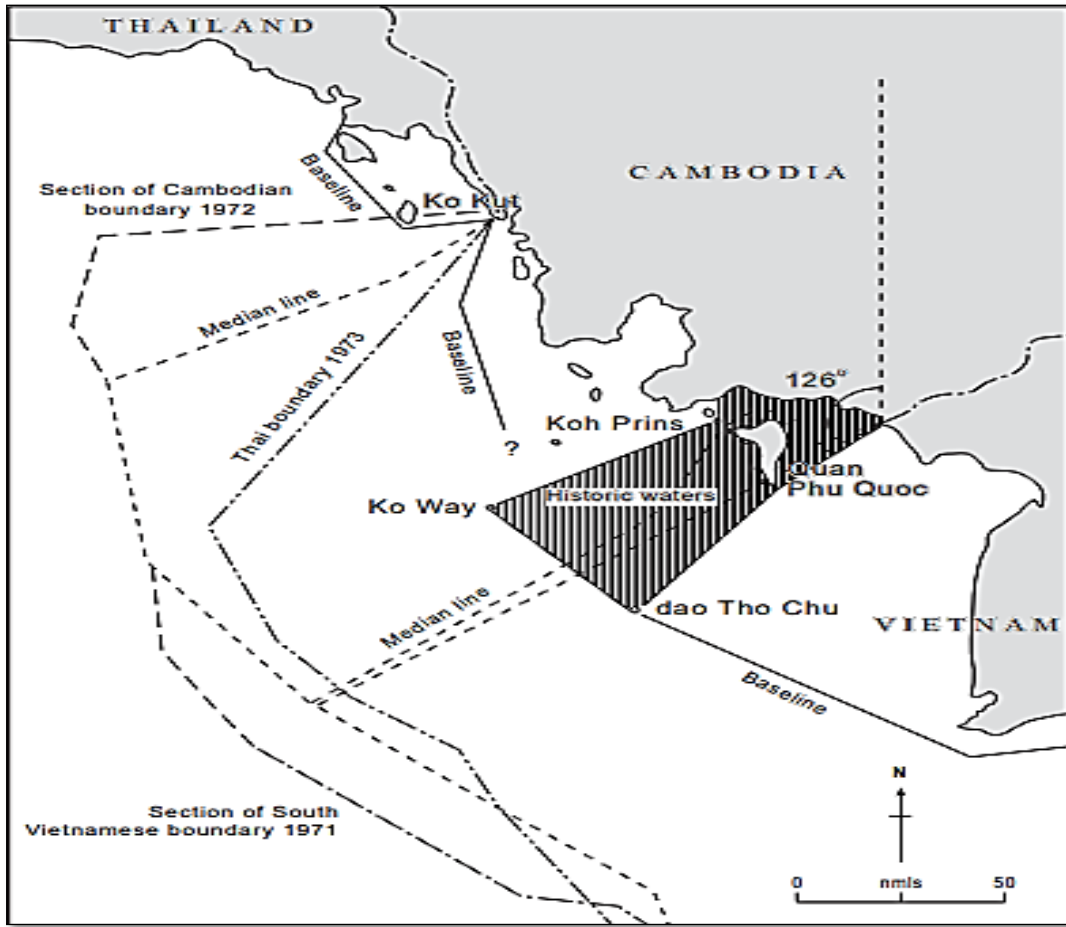 THAILAND
CAMBODIA
Baseline
Section of Cambodian
boundary 1972
Ko Kut
Median line
Baseline
Thai boundary 1973
126°
Koh Prins
?
Quan
Phu Quoc
Historic waters
Ko Way
Median line
dao Tho Chu
VIETNAM
Baseline
N
Section of South
Vietnamese boundary 1971
0 nmls 50